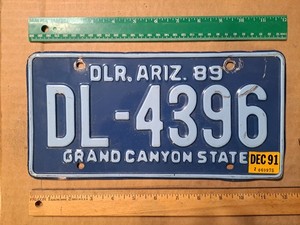 DLR. ARIZ. 89
DL-4396
GRAND CANYON STATE
DEC 91